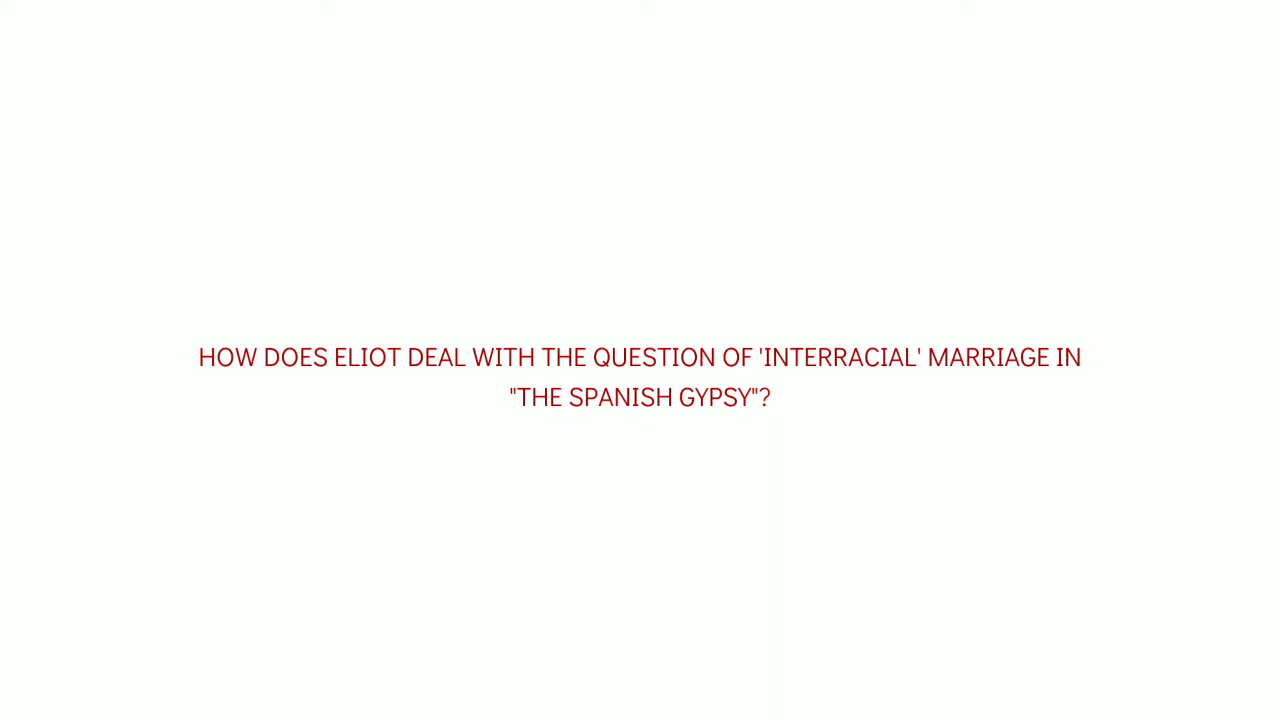 HOW DOES ELIOT DEAL WITH THE QUESTION OF 'INTERRACIAL' MARRIAGE IN
"THE SPANISH GYPSY"?